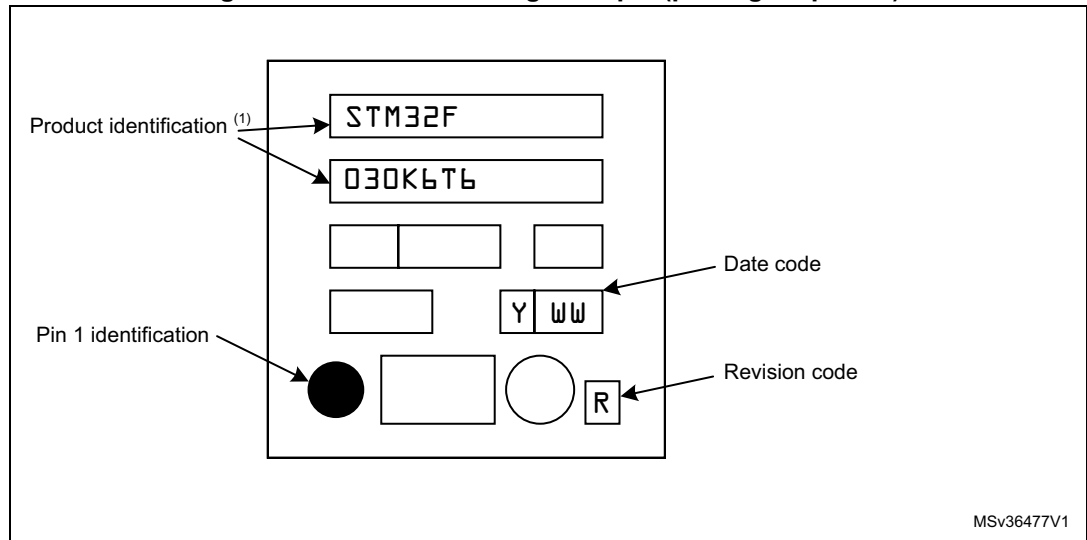 STM32F
Product identification (1)
030K6T6
Date code
Y WW
Pin 1 identification
Revision code
R
MSv36477V1